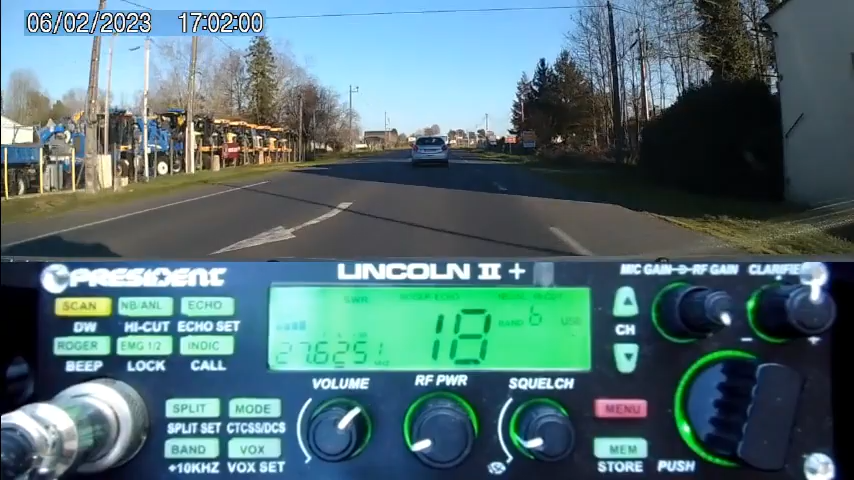 06/02/2023 17:02:00
PRESIDENT
LINCOLN II +
MIC GAIN RF GAIN CLARIFIER
SCAN NB/ANL ECHO
DW HI-CUT ECHO SET
ROGER EMG 1/2 INDIC
BEEP LOCK CALL
18
BAND 6 USB
27.625
CH
VOLUME RF PWR SQUELCH
SPLIT MODE
SPLIT SET CTCSS/DCS
BAND VOX
+10KHZ VOX SET
MENU
MEM
STORE PUSH
- +